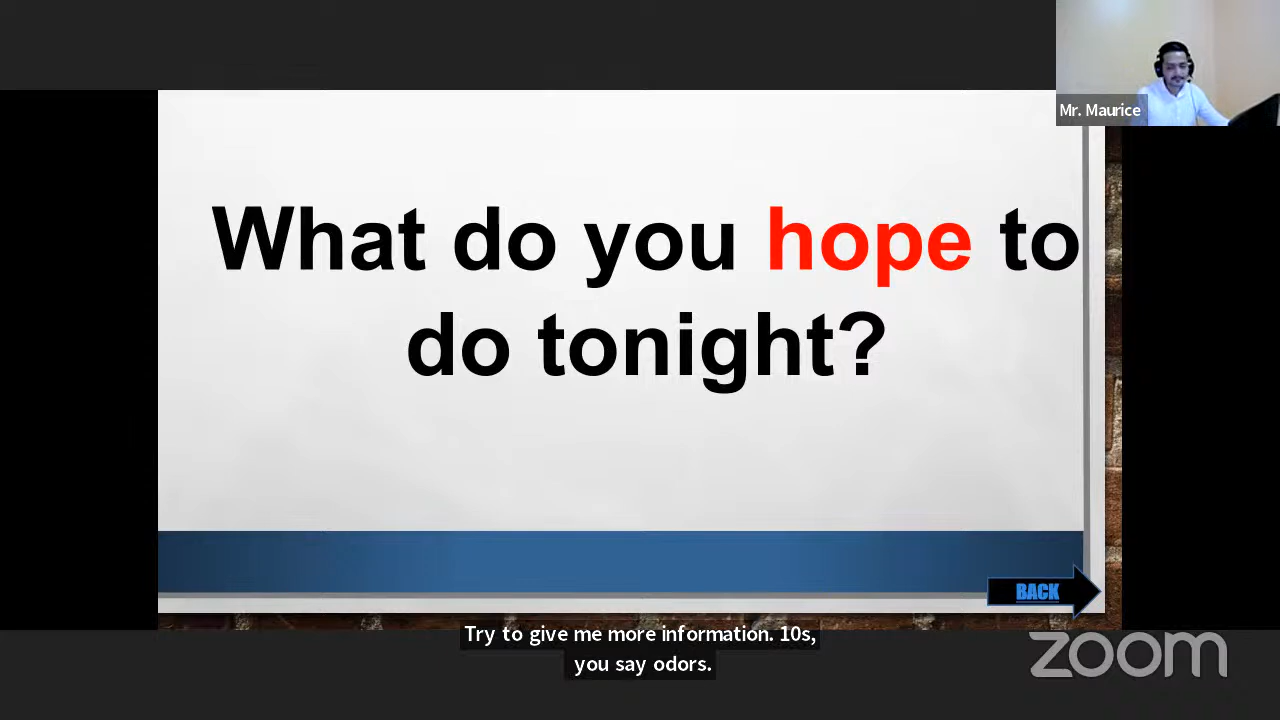 Mr. Maurice
What do you hope to
do tonight?
BACK
Try to give me more information. 10s,
you say odors.
zoom